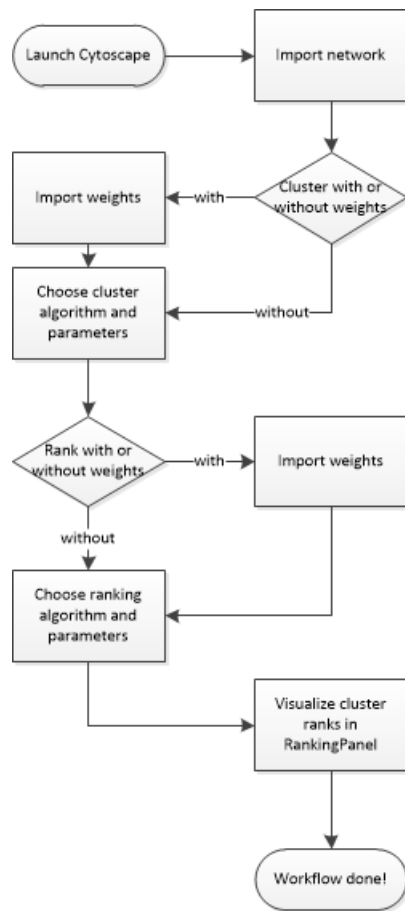 Launch Cytoscape
Import network
Cluster with or
without weights
with
Import weights
without
Choose cluster
algorithm and
parameters
Rank with or
without weights
with
Import weights
without
Choose ranking
algorithm and
parameters
Visualize cluster
ranks in
RankingPanel
Workflow done!